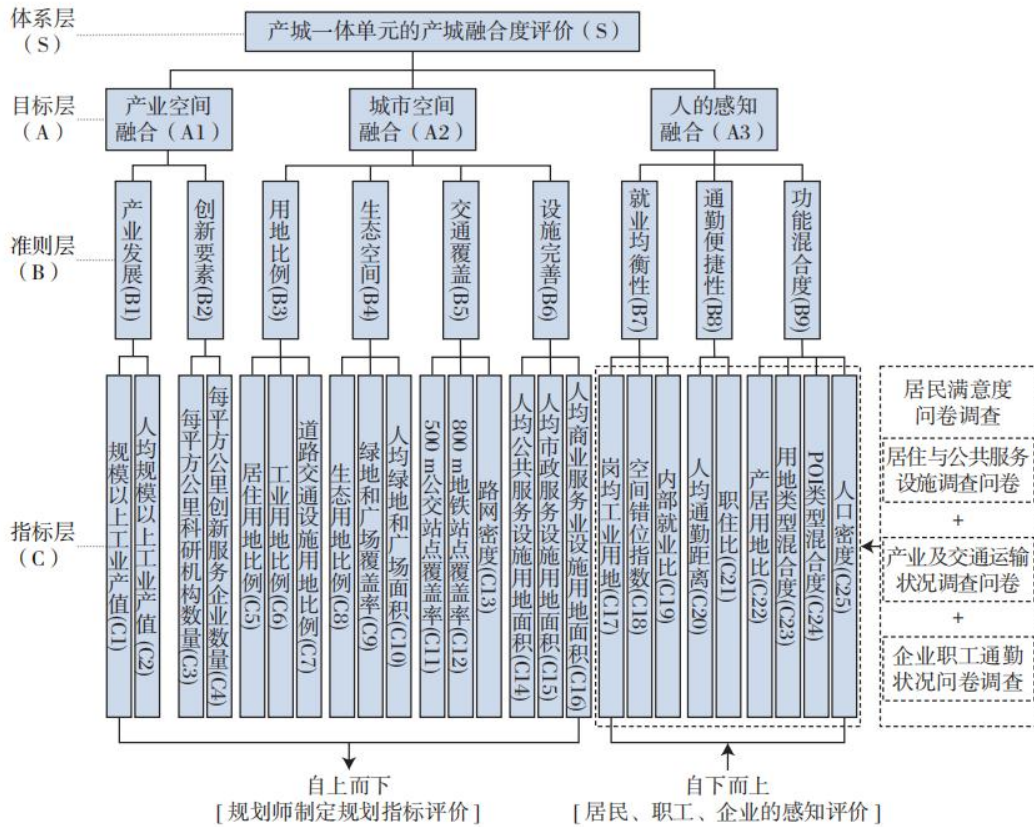 体系层
（S）
产城一体单元的产城融合度评价（S）
目标层
（A）
产业空间
融合（A1）
城市空间
融合（A2）
人的感知
融合（A3）
准则层
（B）
产业发展(B1)
创新要素(B2)
用地比例(B3)
生态空间(B4)
交通覆盖(B5)
设施完善(B6)
就业均衡性(B7)
通勤便捷性(B8)
功能混合度(B9)
指标层
（C）
规模以上工业产值(C1)
人均规模以上工业产值(C2)
每平方公里科研机构数量(C3)
每平方公里创新服务企业数量(C4)
居住用地比例(C5)
工业用地比例(C6)
道路交通设施用地比例(C7)
生态用地比例(C8)
绿地和广场覆盖率(C9)
人均绿地和广场面积(C10)
500 m公交站点覆盖率(C11)
800 m地铁站点覆盖率(C12)
路网密度(C13)
人均公共服务设施用地面积(C14)
人均市政服务设施用地面积(C15)
人均商业服务业设施用地面积(C16)
岗均工业用地(C17)
空间错位指数(C18)
内部就业比(C19)
人均通勤距离(C20)
职住比(C21)
产居用地比(C22)
用地类型混合度(C23)
POI类型混合度(C24)
人口密度(C25)
居民满意度
问卷调查
居住与公共服务
设施调查问卷
+
产业及交通运输
状况调查问卷
+
企业职工通勤
状况问卷调查
自上而下
[ 规划师制定规划指标评价 ]
自下而上
[ 居民、职工、企业的感知评价 ]